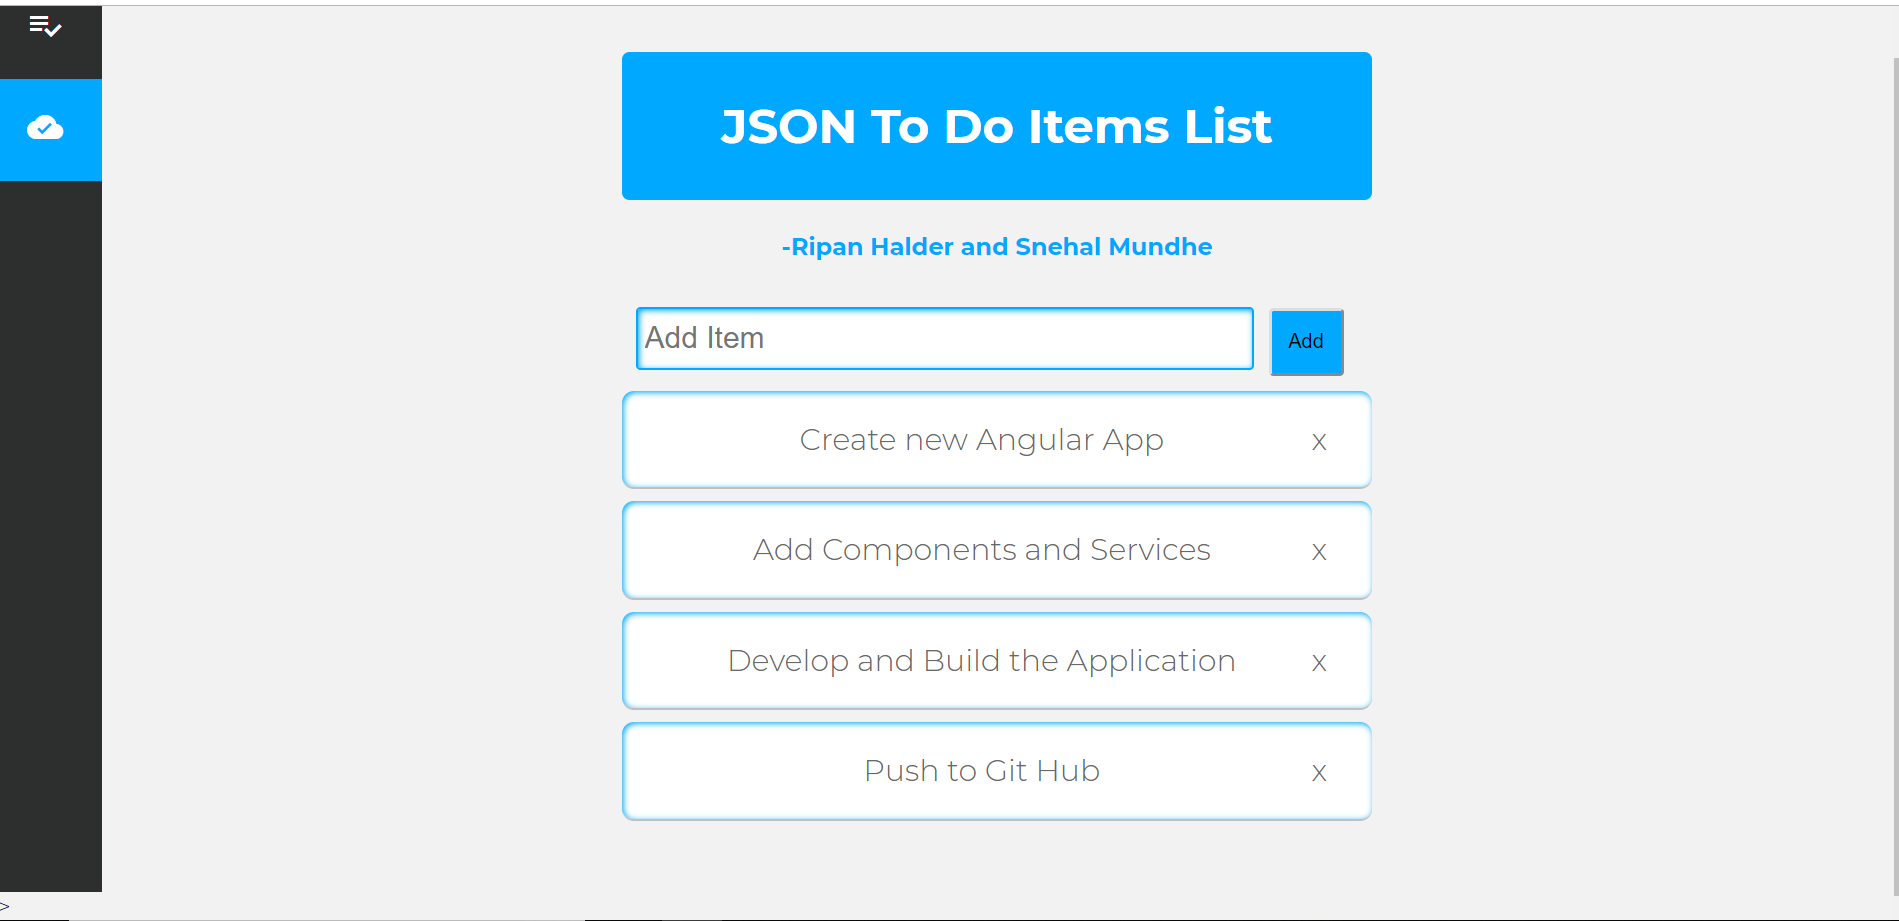 JSON To Do Items List
-Ripan Halder and Snehal Mundhe
Add Item
Add
Create new Angular App x
Add Components and Services x
Develop and Build the Application x
Push to Git Hub x
>